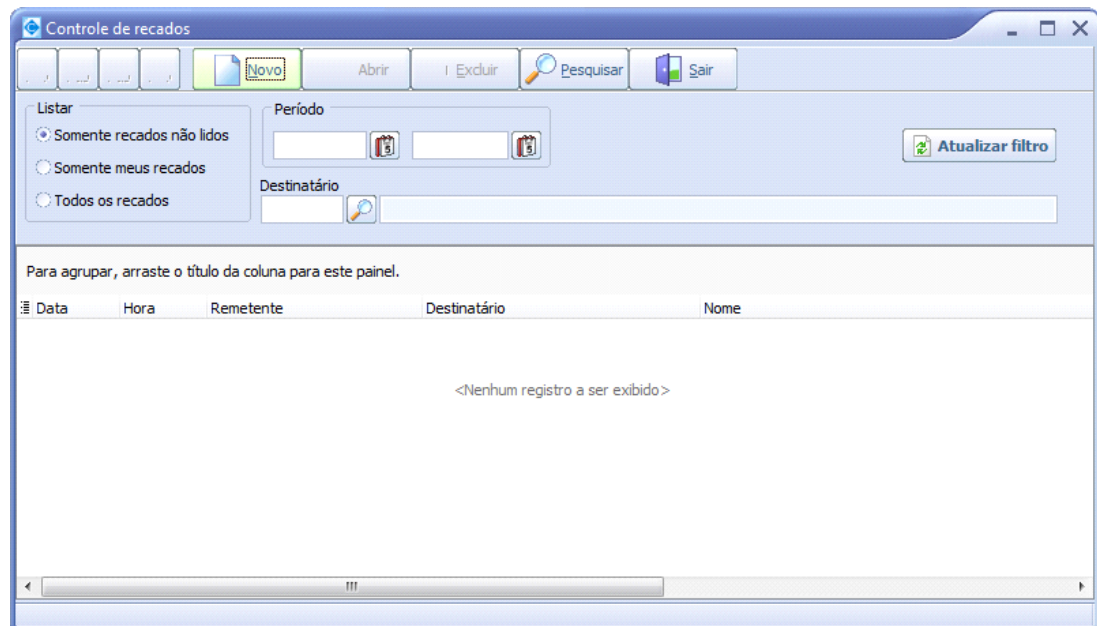 Controle de recados
Novo Abrir Excluir Pesquisar Sair
Listar
Somente recados não lidos
Somente meus recados
Todos os recados
Período
Atualizar filtro
Destinatário
Para agrupar, arraste o título da coluna para este painel.
Data Hora Remetente Destinatário Nome
<Nenhum registro a ser exibido>